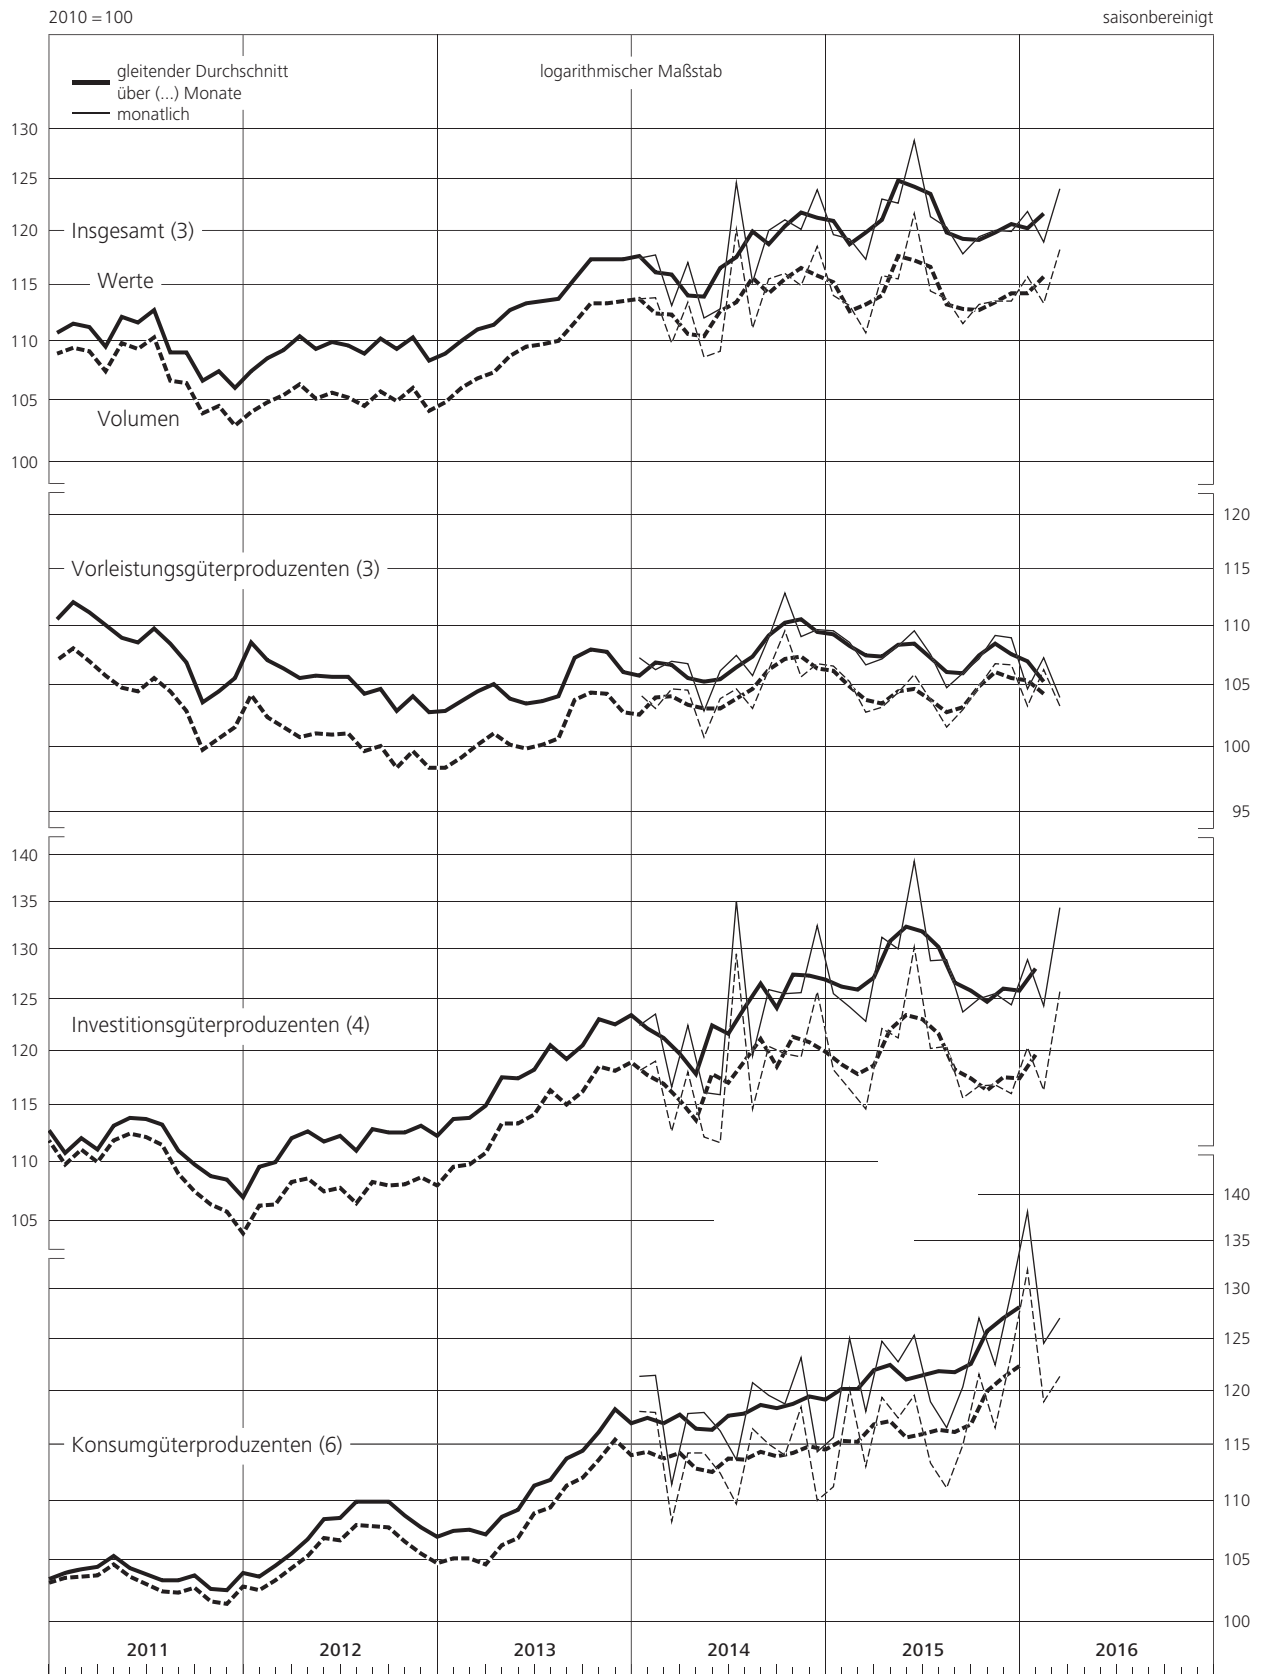 2010 = 100
saisonbereinigt
gleitender Durchschnitt
über (...) Monate
monatlich
logarithmischer Maßstab
130
125
120
115
110
105
100
Insgesamt (3)
Werte
Volumen
120
115
110
105
100
95
Vorleistungsgüterproduzenten (3)
140
135
130
125
120
115
110
105
Investitionsgüterproduzenten (4)
140
135
130
125
120
115
110
105
100
Konsumgüterproduzenten (6)
2011 2012 2013 2014 2015 2016